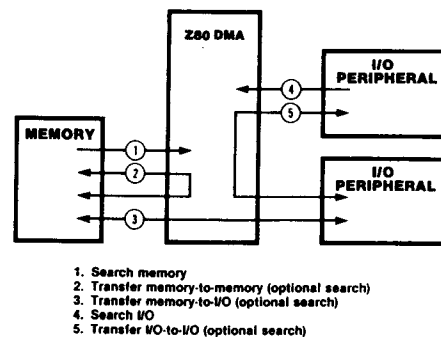 Z80 DMA
I/O
PERIPHERAL
4
5
MEMORY
1
2
3
I/O
PERIPHERAL
1. Search memory
2. Transfer memory-to-memory (optional search)
3. Transfer memory-to-I/O (optional search)
4. Search I/O
5. Transfer I/O-to-I/O (optional search)